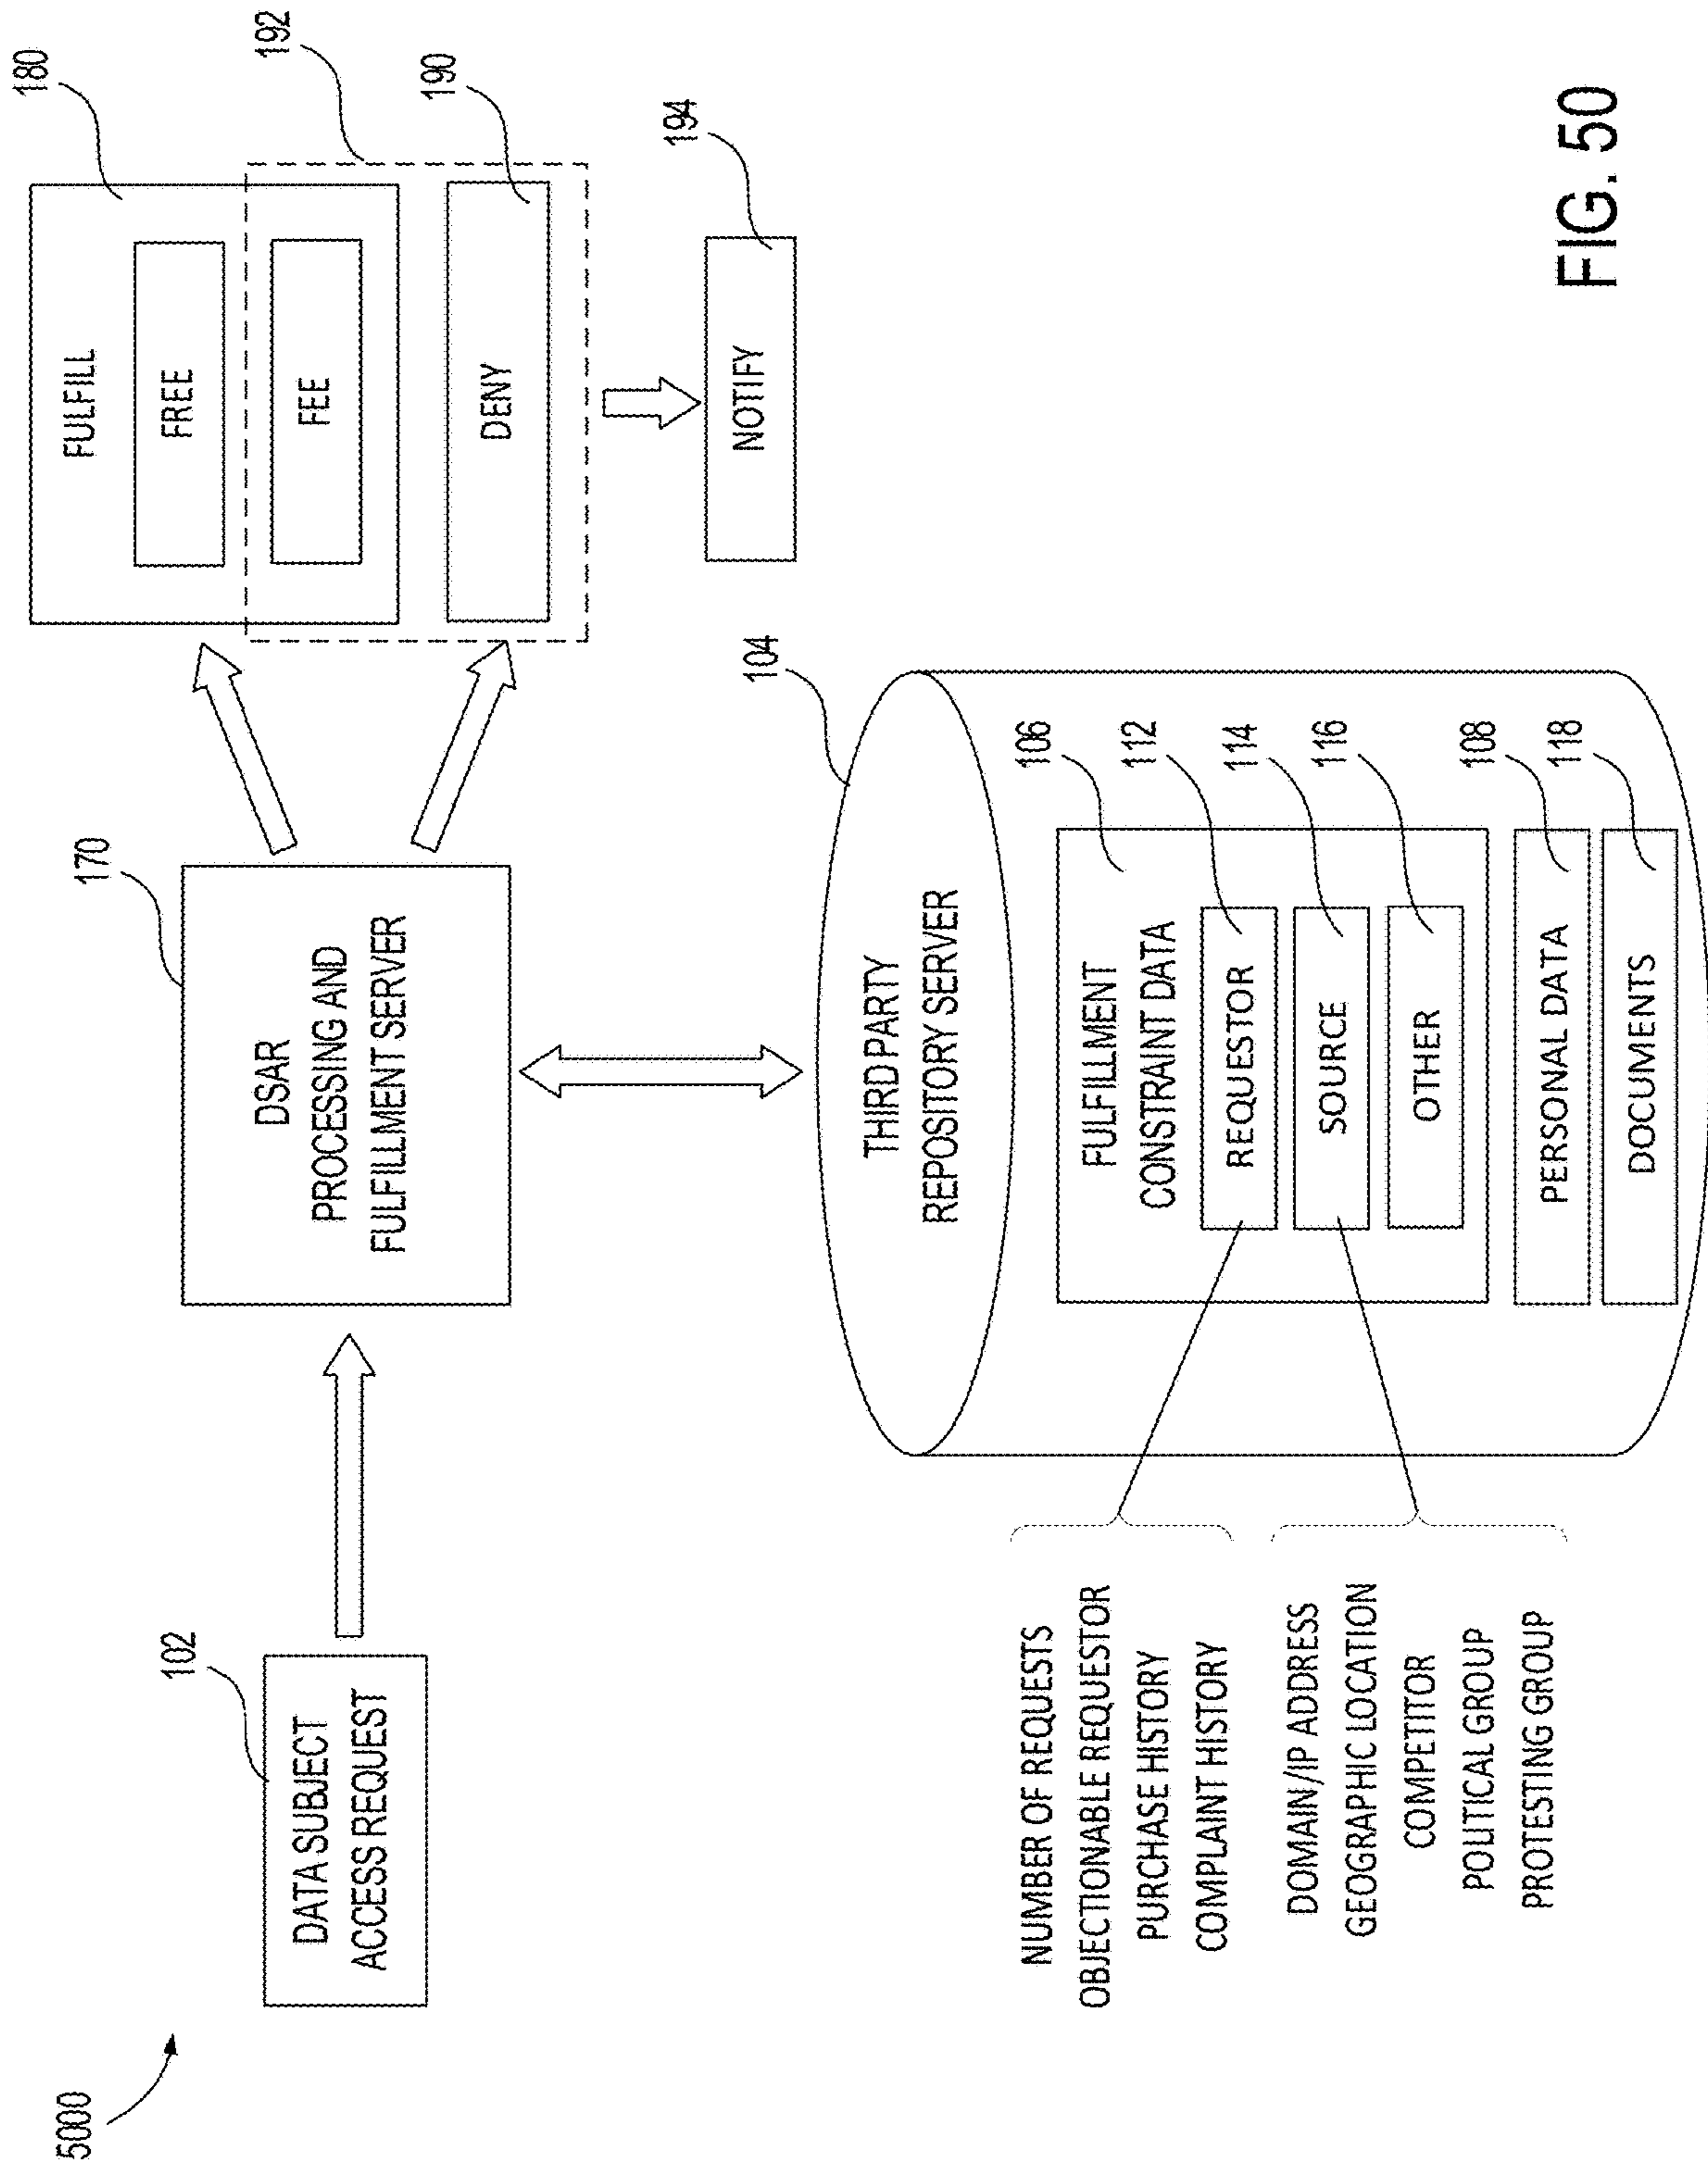 5000
102
DATA SUBJECT
ACCESS REQUEST
170
DSAR
PROCESSING AND
FULFILLMENT SERVER
180
FULFILL
FREE
FEE
192
190
DENY
194
NOTIFY
104
THIRD PARTY
REPOSITORY SERVER
106
FULFILLMENT
CONSTRAINT DATA
112
REQUESTOR
114
SOURCE
116
OTHER
108
PERSONAL DATA
118
DOCUMENTS
NUMBER OF REQUESTS
OBJECTIONABLE REQUESTOR
PURCHASE HISTORY
COMPLAINT HISTORY
DOMAIN/IP ADDRESS
GEOGRAPHIC LOCATION
COMPETITOR
POLITICAL GROUP
PROTESTING GROUP
FIG. 50